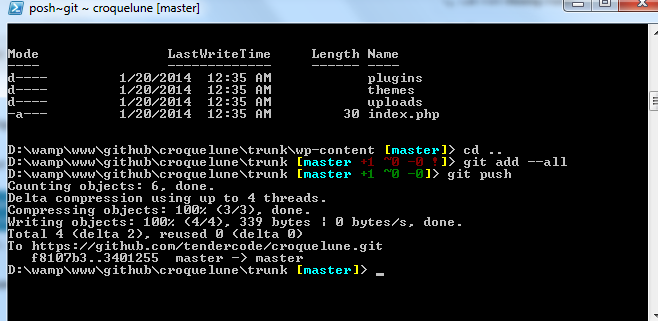 posh~git ~ croquelune [master]
Mode LastWriteTime Length Name
---- ------------- ------ ----
d---- 1/20/2014 12:35 AM plugins
d---- 1/20/2014 12:35 AM themes
d---- 1/20/2014 12:35 AM uploads
-a--- 1/20/2014 12:35 AM 30 index.php
D:\wamp\www\github\croquelune\trunk\wp-content [master]> cd ..
D:\wamp\www\github\croquelune\trunk [master +1 ~0 -0 !]> git add --all
D:\wamp\www\github\croquelune\trunk [master +1 ~0 -0]> git push
Counting objects: 6, done.
Delta compression using up to 4 threads.
Compressing objects: 100% (3/3), done.
Writing objects: 100% (4/4), 339 bytes | 0 bytes/s, done.
Total 4 (delta 2), reused 0 (delta 0)
To https://github.com/tendercode/croquelune.git
f8107b3..3401255 master -> master
D:\wamp\www\github\croquelune\trunk [master]> _